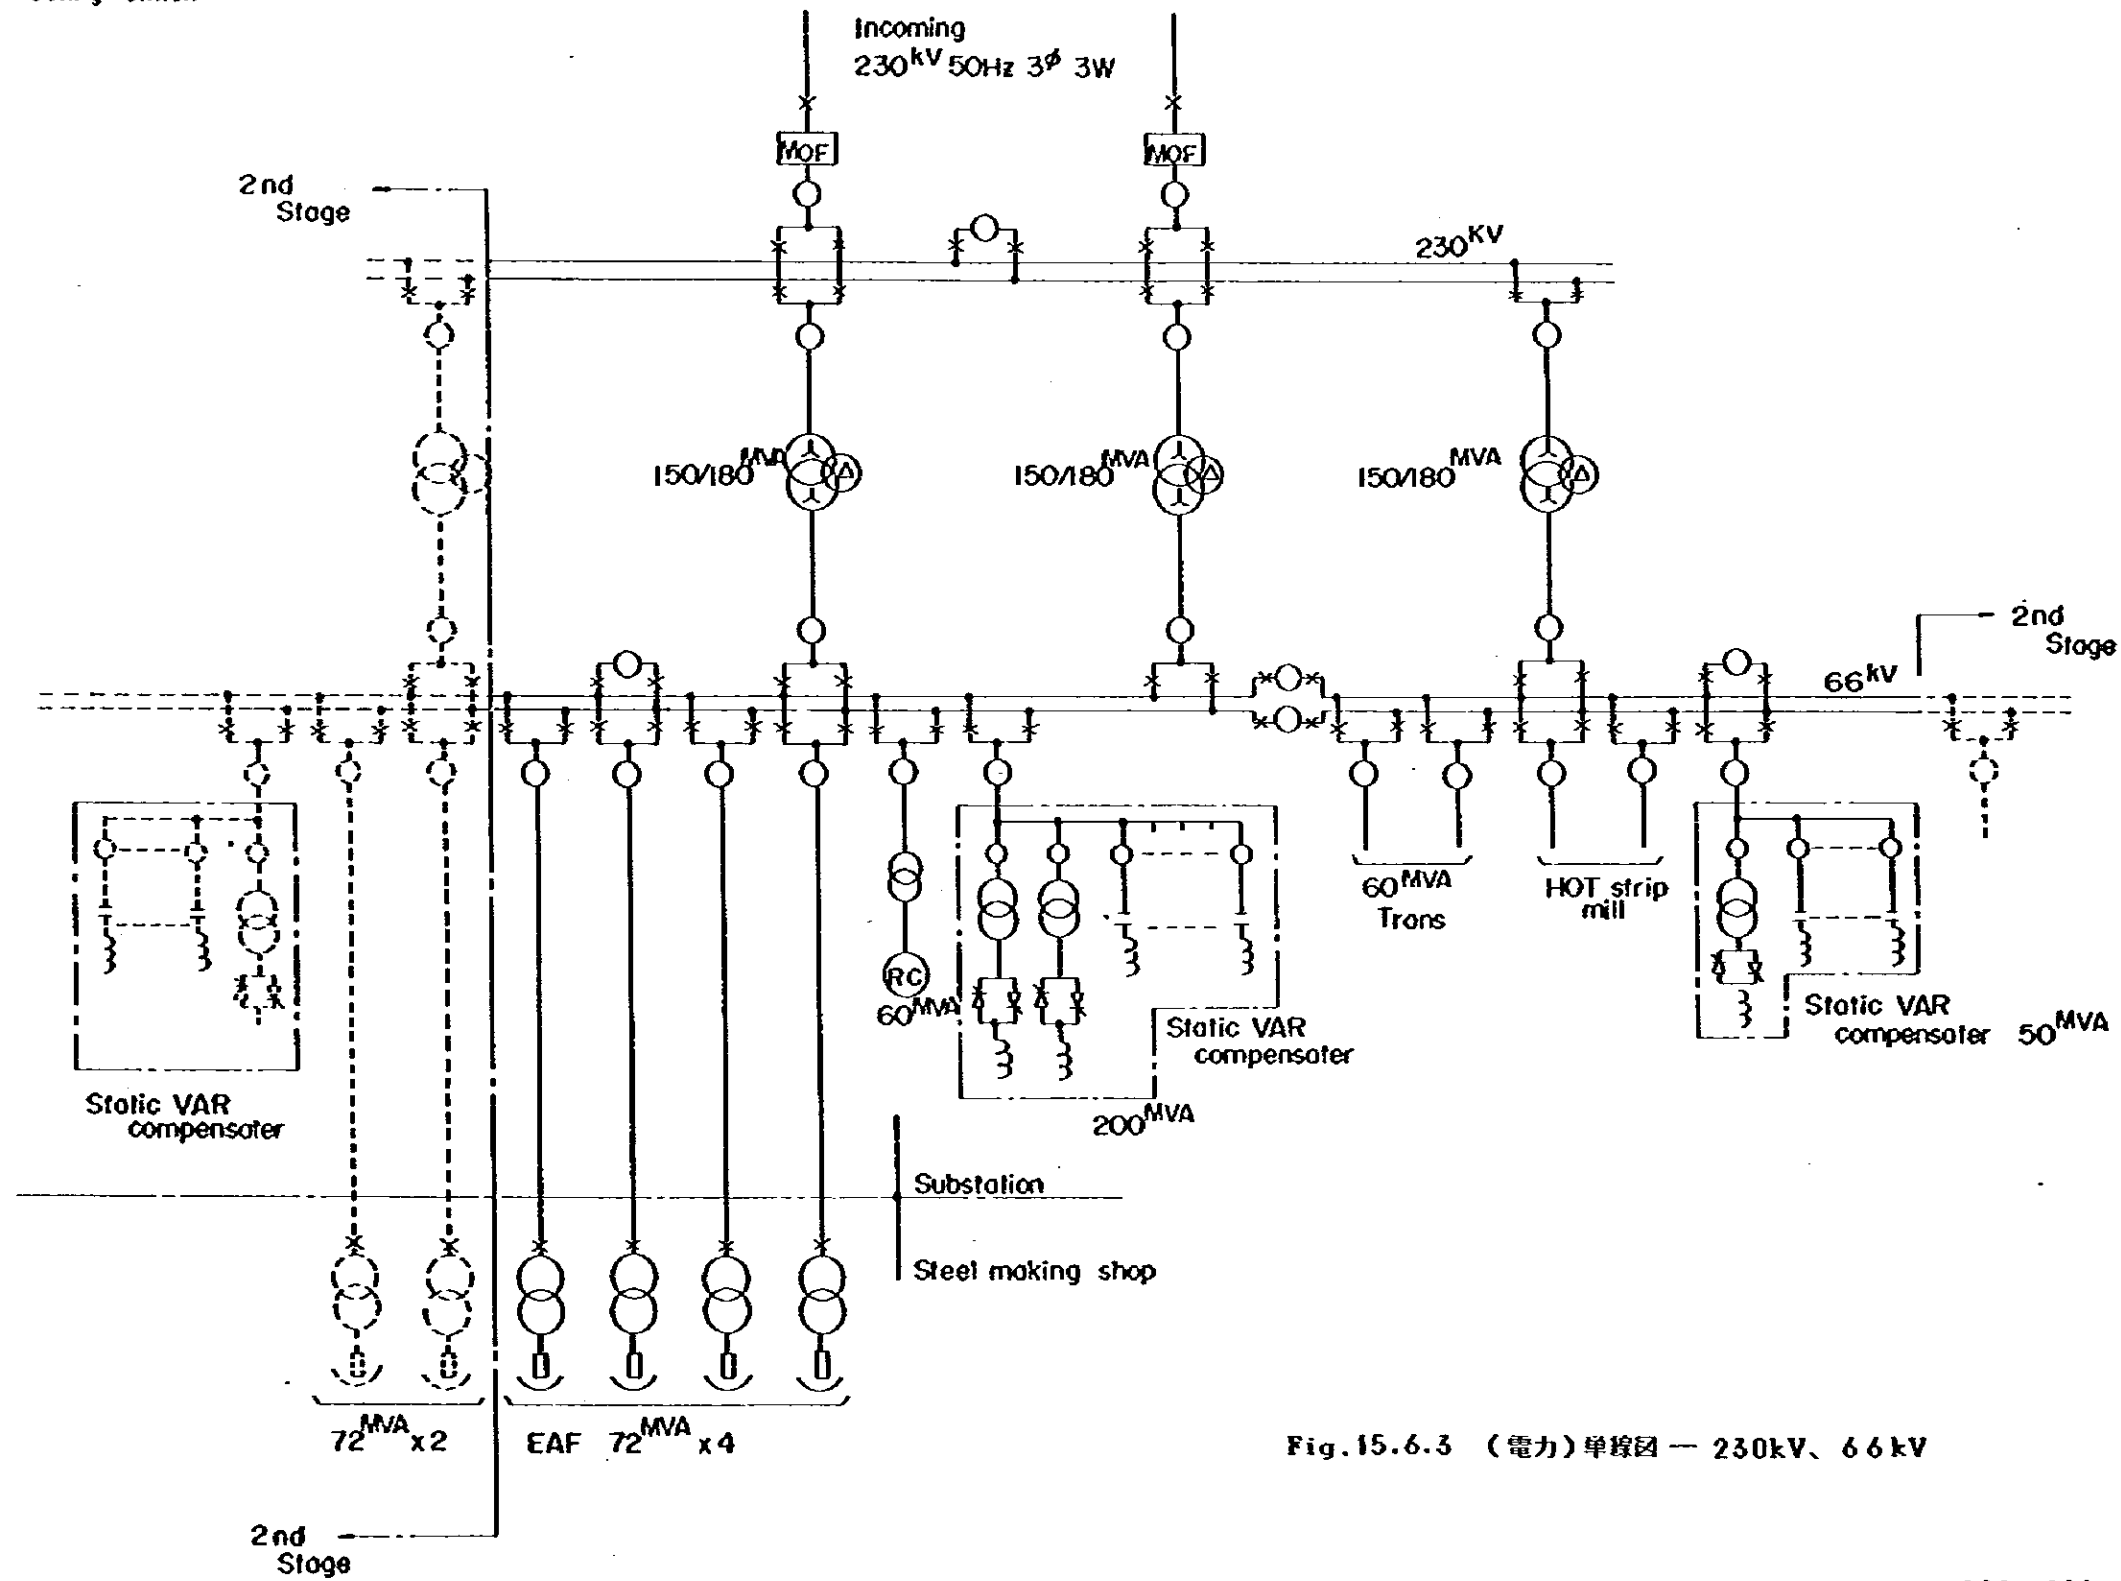 Incoming
230kV 50Hz 3φ 3W
MOF
MOF
2nd
Stage
230KV
150/180MVA
150/180MVA
150/180MVA
2nd
Stage
66kV
60MVA
Trans
HOT strip
mill
RC
60MVA
Static VAR
compensater
Static VAR
compensater 50MVA
200MVA
Static VAR
compensater
Substation
Steel making shop
72MVA x2
EAF 72MVA x4
Fig.15.6.3 (電力)単線図 — 230kV、66kV
2nd
Stage